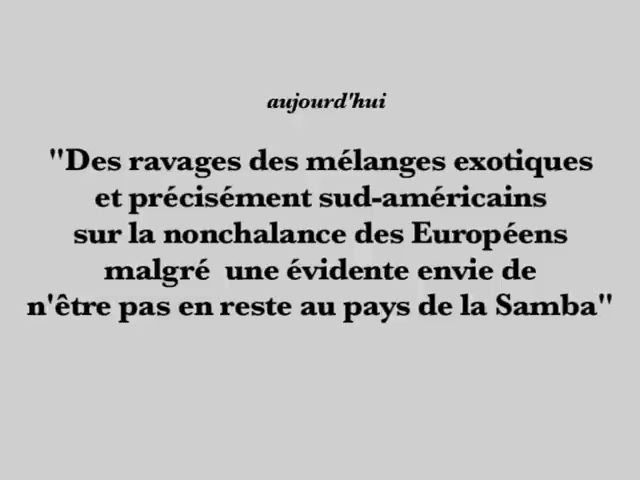 aujourd'hui
"Des ravages des mélanges exotiques
et précisément sud-américains
sur la nonchalance des Européens
malgré  une évidente envie de
n'être pas en reste au pays de la Samba"